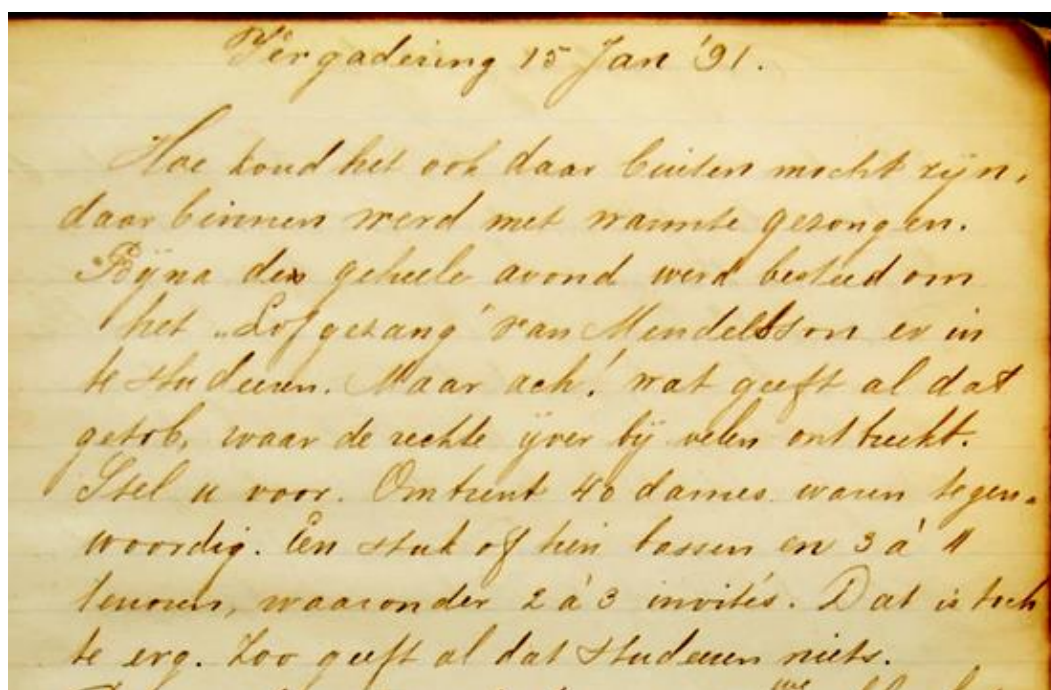 Vergadering 15 Jan '91.
Hoe koud het ook daar buiten mocht zijn,
daar binnen werd met warmte gezongen.
Bijna den geheele avond werd besteed om
het „Lofgezang" van Mendelsson er in
te studeeren. Maar ach! wat geeft al dat
getob, waar de rechte ijver bij velen ontbreekt.
Stel u voor. Omtrent 40 dames waren tegen-
woordig. Een stuk of tien bassen en 3 à 4
tenoren, waaronder 2 à 3 invités. Dat is toch
te erg. Zoo geeft al dat studeeren niets.